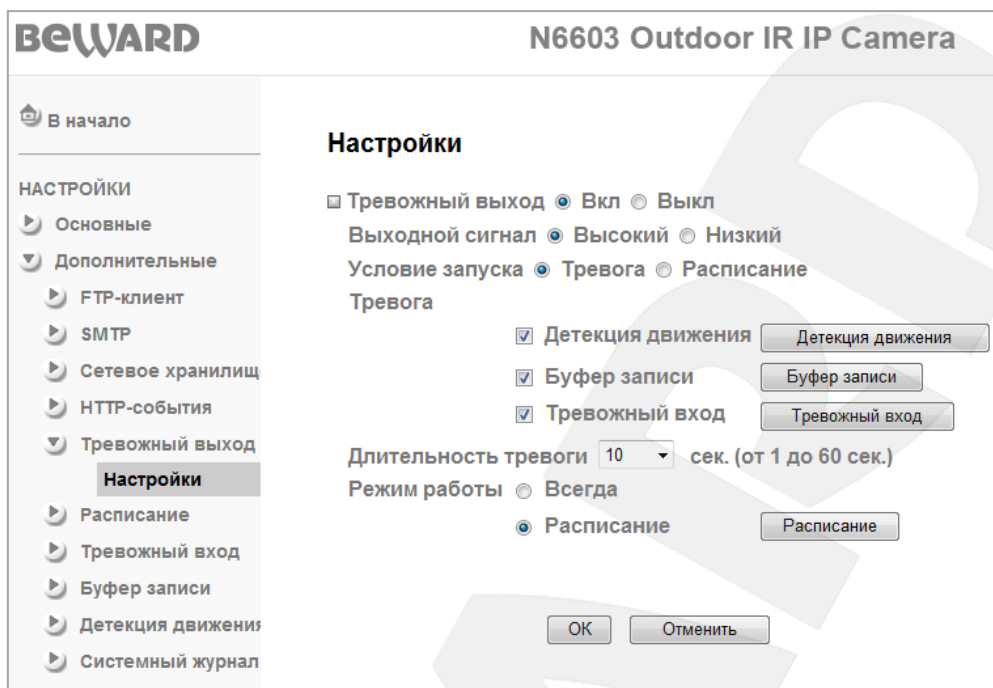 BEWARD
N6603 Outdoor IR IP Camera
В начало
НАСТРОЙКИ
Основные
Дополнительные
FTP-клиент
SMTP
Сетевое хранилищ
HTTP-события
Тревожный выход
Настройки
Расписание
Тревожный вход
Буфер записи
Детекция движения
Системный журнал
Настройки
Тревожный выход Вкл Выкл
Выходной сигнал Высокий Низкий
Условие запуска Тревога Расписание
Тревога
Детекция движения Детекция движения
Буфер записи Буфер записи
Тревожный вход Тревожный вход
Длительность тревоги 10 сек. (от 1 до 60 сек.)
Режим работы Всегда
Расписание Расписание
OK Отменить